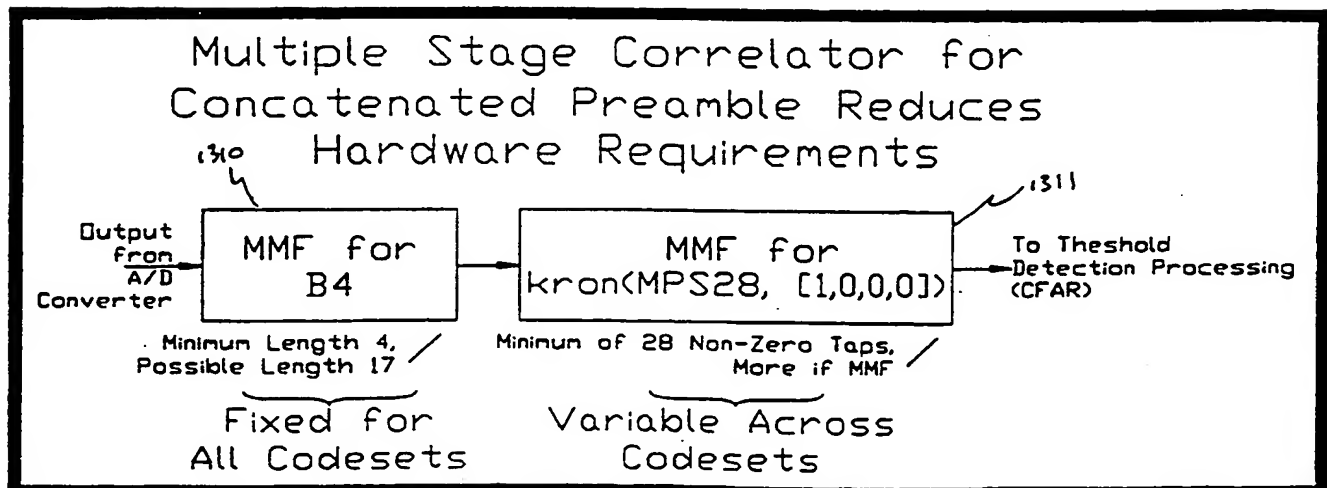 Multiple Stage Correlator for
Concatenated Preamble Reduces
Hardware Requirements
1310
1311
Output
from
A/D
Converter
MMF for
B4
MMF for
kron(MPS28, [1,0,0,0])
To Theshold
Detection Processing
(CFAR)
Minimum Length 4,
Possible Length 17
Minimum of 28 Non-Zero Taps,
More if MMF
Fixed for
All Codesets
Variable Across
Codesets